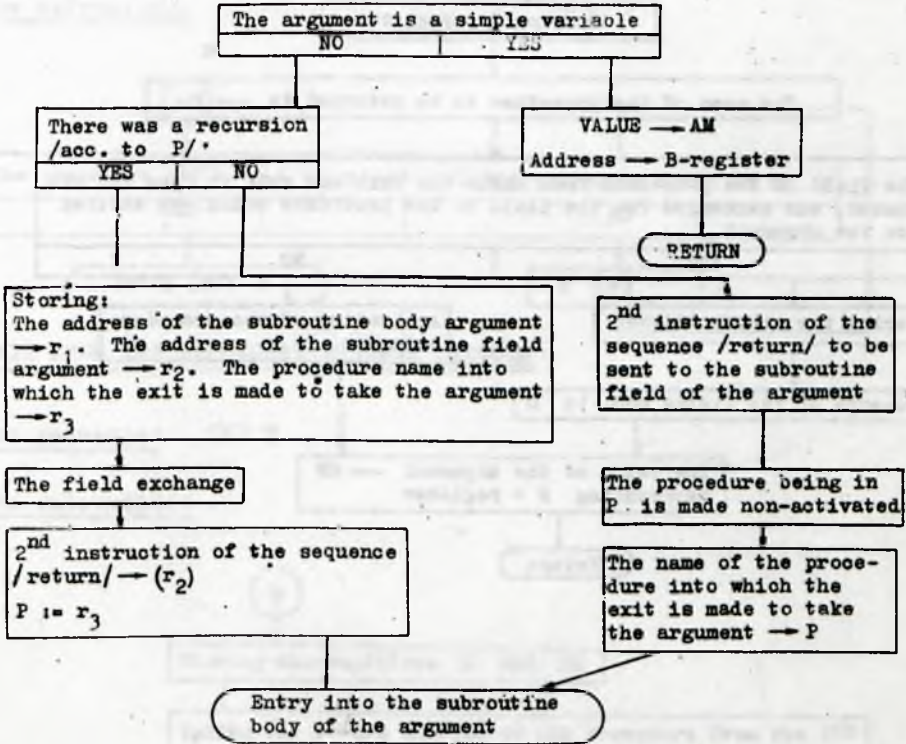 The argument is a simple variable
NO | YES
There was a recursion
/acc. to P/
YES | NO
VALUE → AM
Address → B-register
RETURN
Storing:
The address of the subroutine body argument
→ r1. The address of the subroutine field
argument → r2. The procedure name into
which the exit is made to take the argument
→ r3
2nd
instruction of the
sequence /return/ to be
sent to the subroutine
field of the argument
The field exchange
The procedure being in
P is made non-activated
2nd instruction of the sequence
/return/ → (r2)
P := r3
The name of the proce-
dure into which the
exit is made to take
the argument → P
Entry into the subroutine
body of the argument